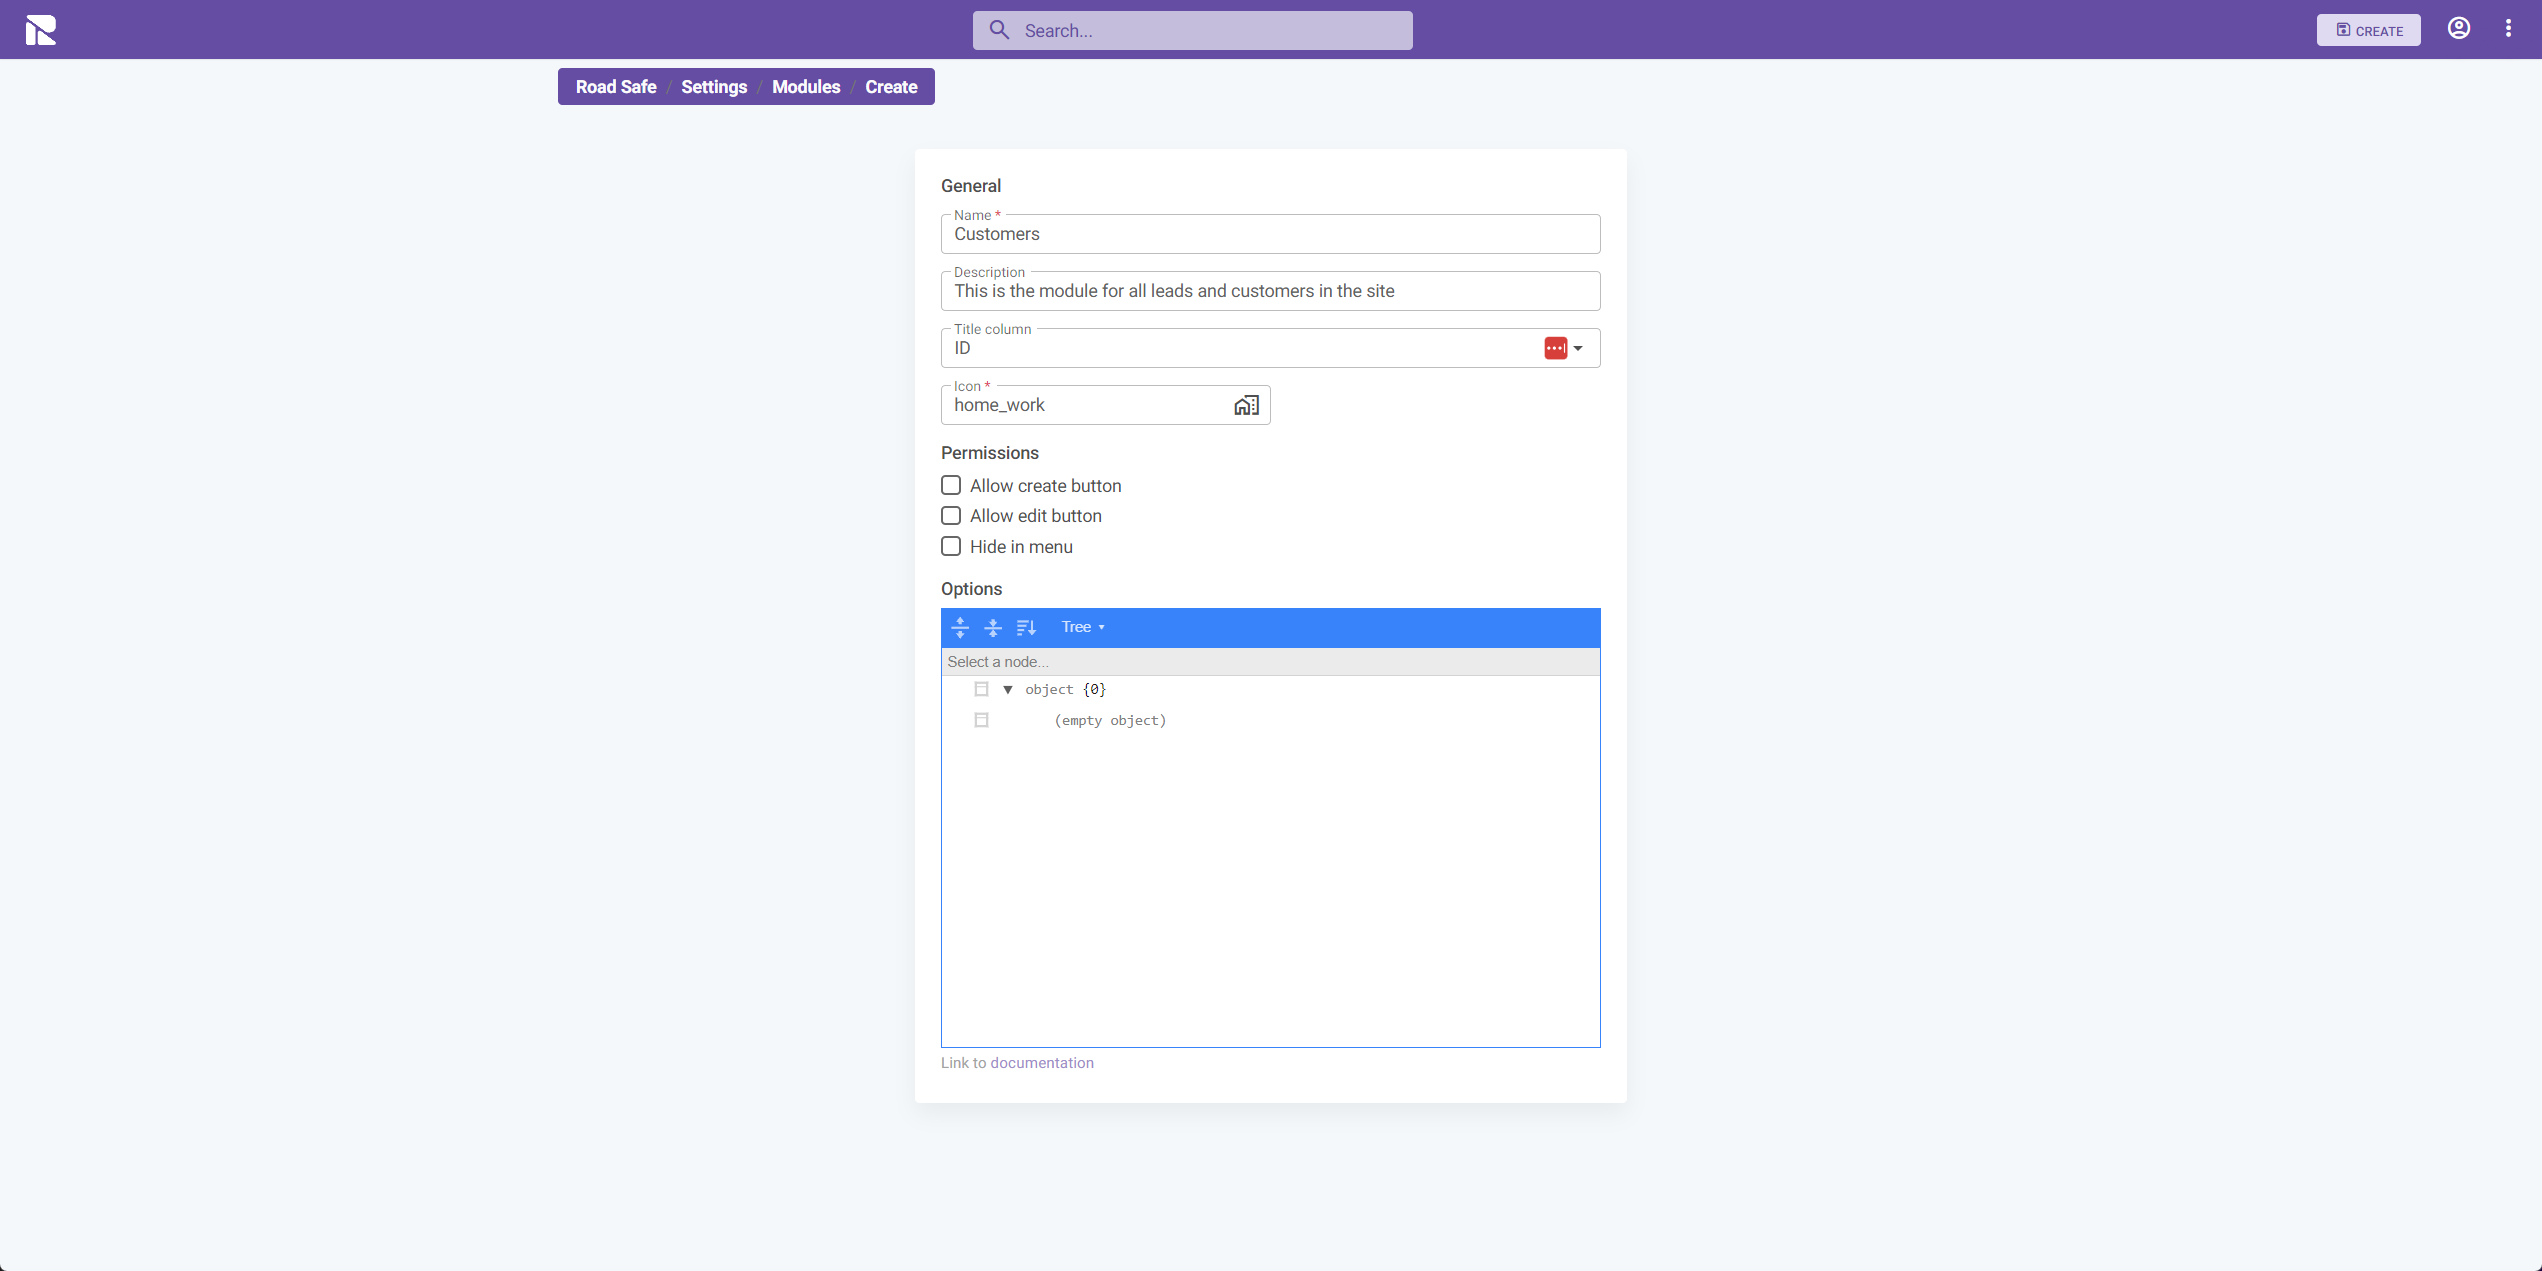 Search...
CREATE
Road Safe / Settings / Modules / Create
General
Name *
Customers
Description
This is the module for all leads and customers in the site
Title column
ID
Icon *
home_work
Permissions
Allow create button
Allow edit button
Hide in menu
Options
Tree
Select a node...
object {0}
(empty object)
Link to documentation